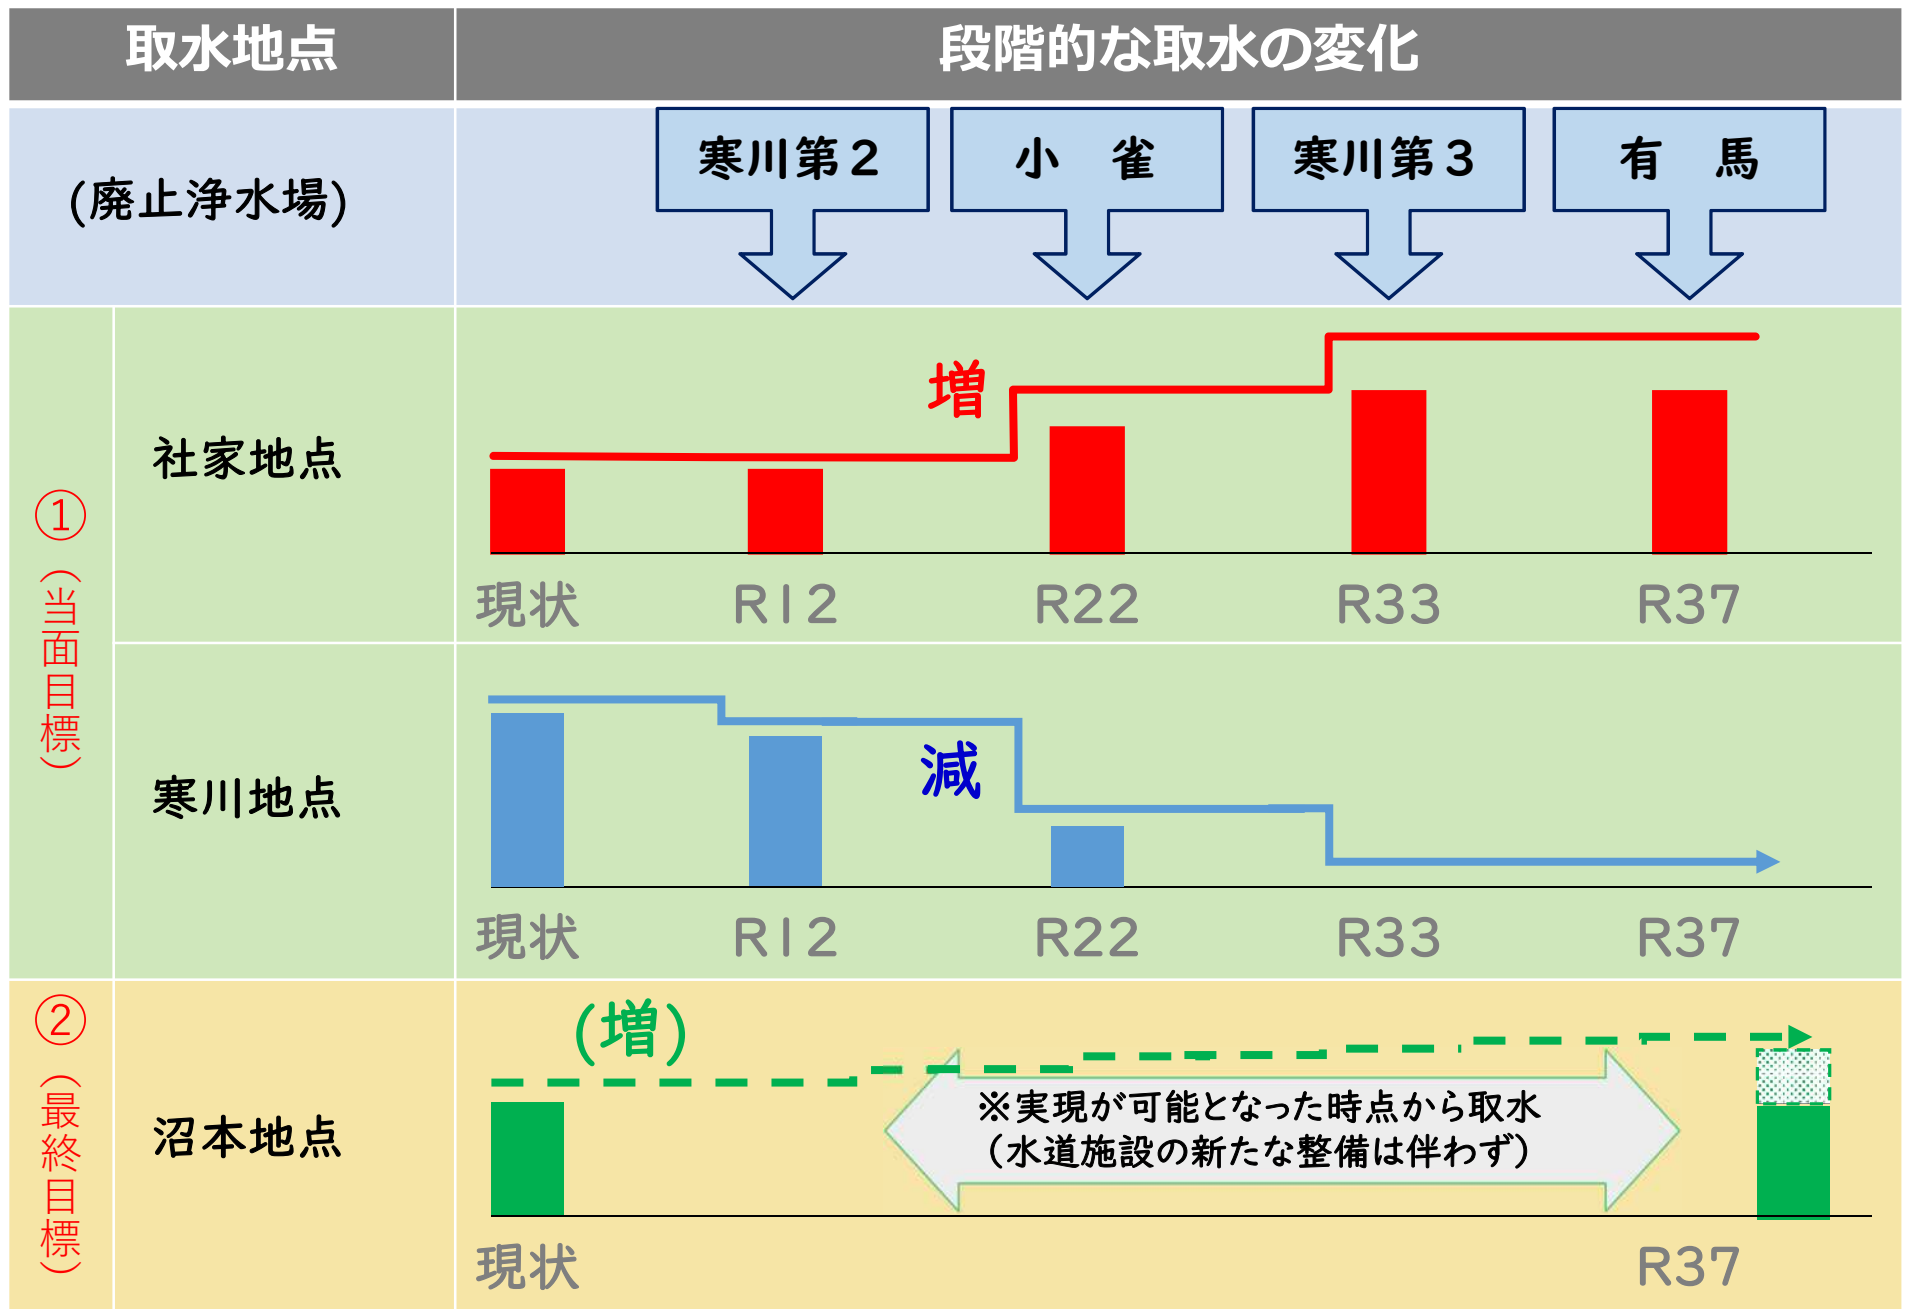 取水地点
段階的な取水の変化
(廃止浄水場)
寒川第２
小　雀
寒川第３
有　馬
①（当面目標）
社家地点
増
現状
R12
R22
R33
R37
寒川地点
減
現状
R12
R22
R33
R37
②（最終目標）
沼本地点
(増)
※実現が可能となった時点から取水
（水道施設の新たな整備は伴わず）
現状
R37